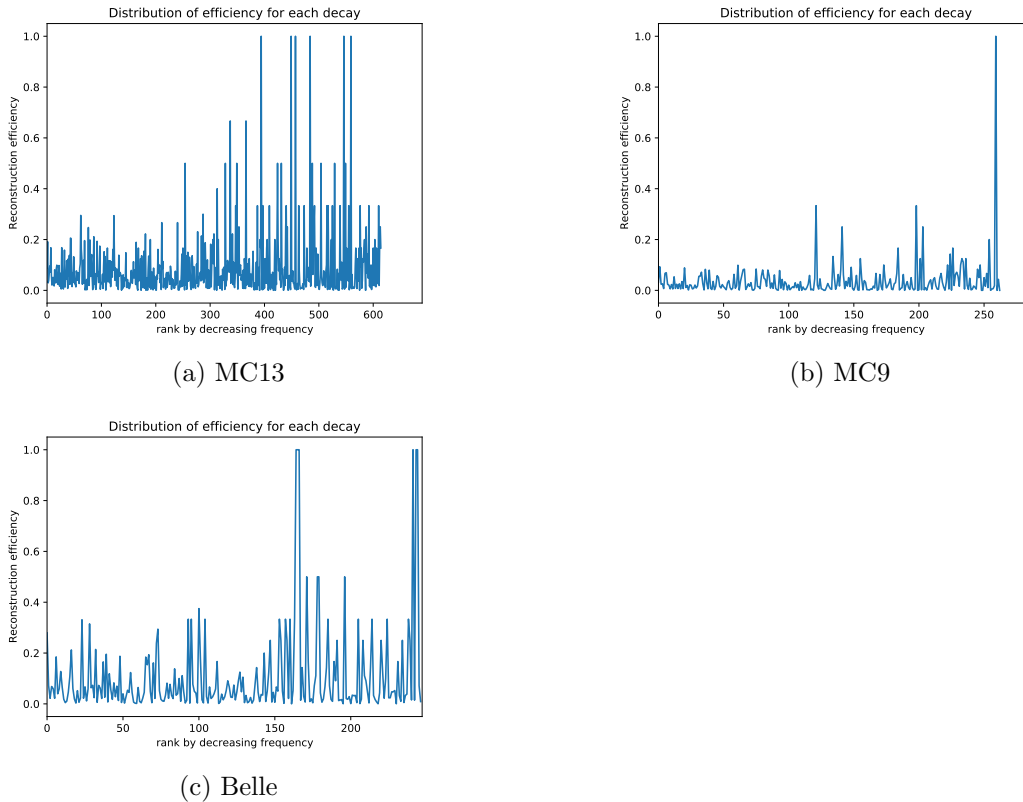 Distribution of efficiency for each decay
Reconstruction efficiency
1.0
0.8
0.6
0.4
0.2
0.0
0 100 200 300 400 500 600
rank by decreasing frequency
(a) MC13
Distribution of efficiency for each decay
Reconstruction efficiency
1.0
0.8
0.6
0.4
0.2
0.0
0 50 100 150 200 250
rank by decreasing frequency
(b) MC9
Distribution of efficiency for each decay
Reconstruction efficiency
1.0
0.8
0.6
0.4
0.2
0.0
0 50 100 150 200
rank by decreasing frequency
(c) Belle